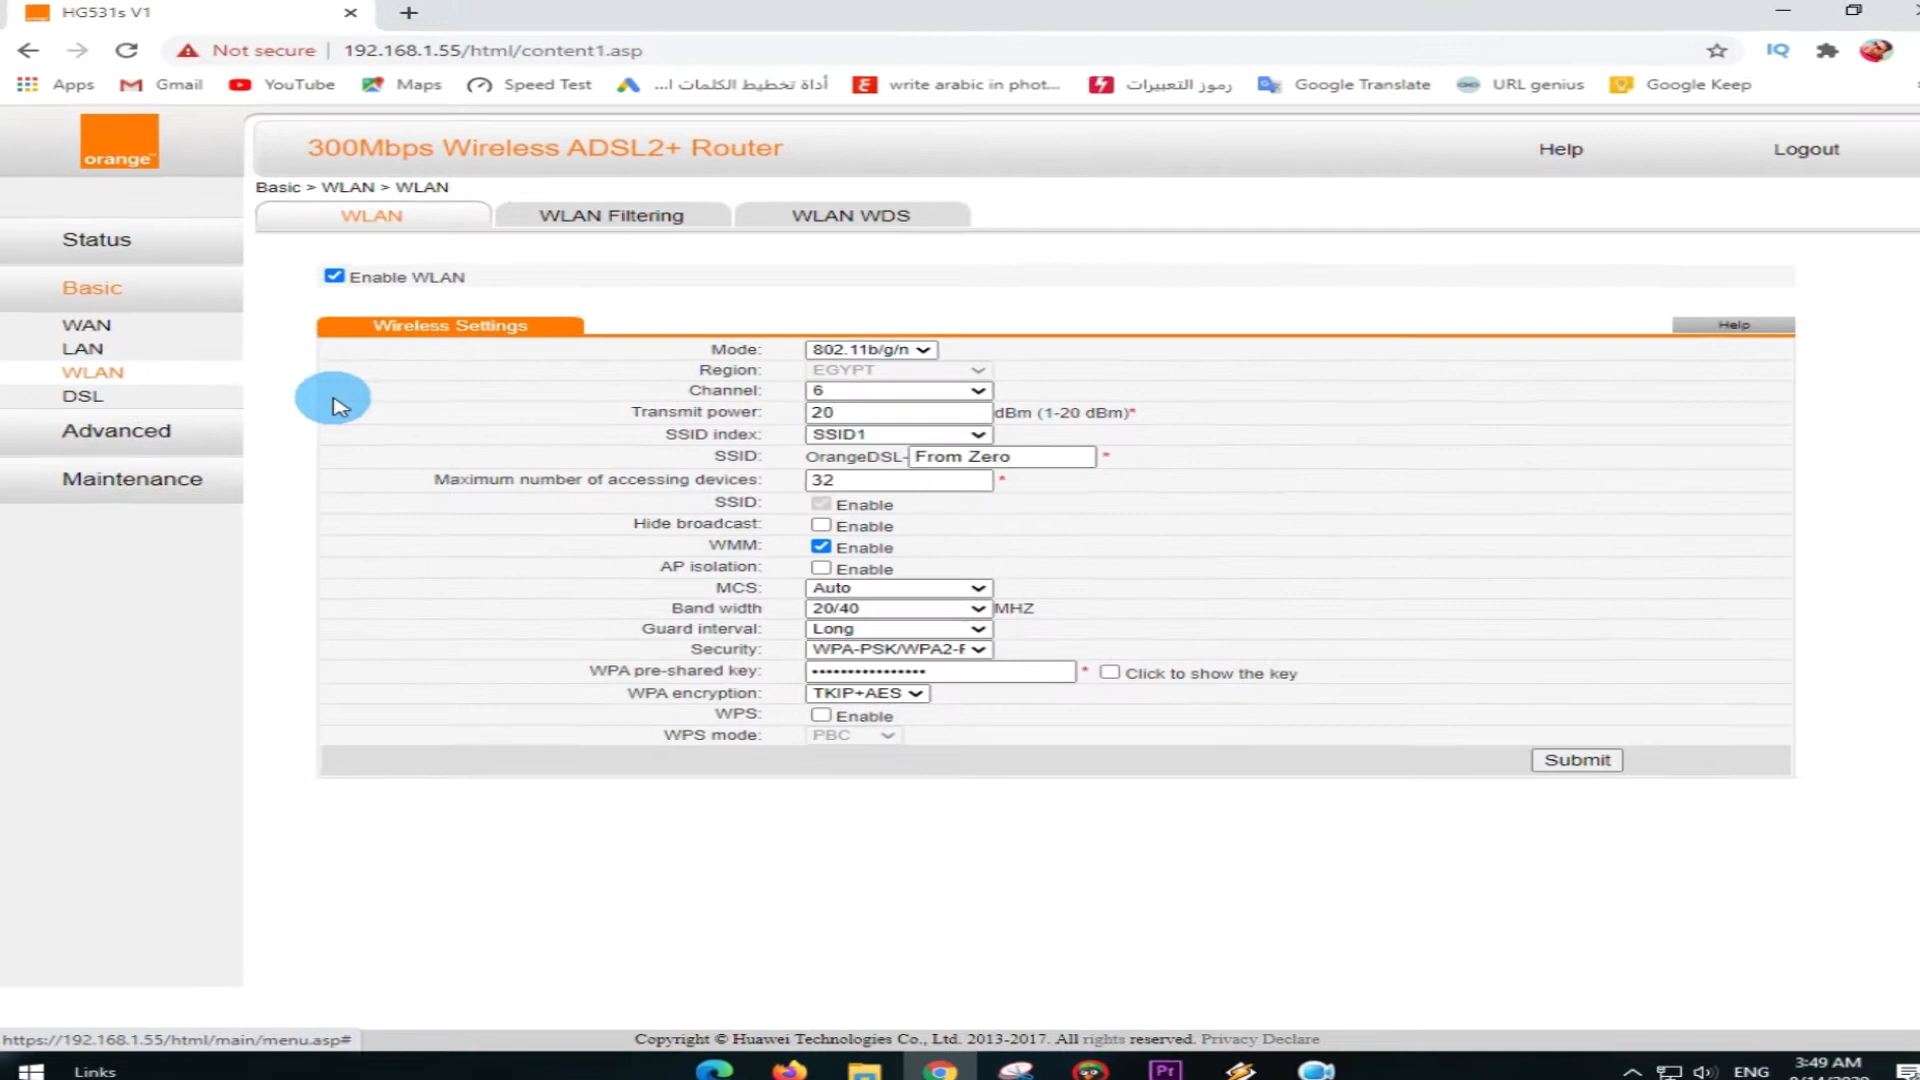 HG531s V1
Not secure | 192.168.1.55/html/content1.asp
IQ
Apps Gmail YouTube Maps Speed Test أداة تخطيط الكلمات ا... write arabic in phot... رموز التعبيرات Google Translate URL genius Google Keep
orange™
300Mbps Wireless ADSL2+ Router
Help
Logout
Basic > WLAN > WLAN
WLAN
WLAN Filtering
WLAN WDS
Status
Basic
WAN
LAN
WLAN
DSL
Advanced
Maintenance
Enable WLAN
Wireless Settings
Help
Mode: 802.11b/g/n
Region: EGYPT
Channel: 6
Transmit power: 20 dBm (1-20 dBm)*
SSID index: SSID1
SSID: OrangeDSL- From Zero *
Maximum number of accessing devices: 32 *
SSID: Enable
Hide broadcast: Enable
WMM: Enable
AP isolation: Enable
MCS: Auto
Band width 20/40 MHZ
Guard interval: Long
Security: WPA-PSK/WPA2-P
WPA pre-shared key: •••••••••••••••• * Click to show the key
WPA encryption: TKIP+AES
WPS: Enable
WPS mode: PBC
Submit
https://192.168.1.55/html/main/menu.asp#
Copyright © Huawei Technologies Co., Ltd. 2013-2017. All rights reserved. Privacy Declare
Links
Pr
ENG
3:49 AM